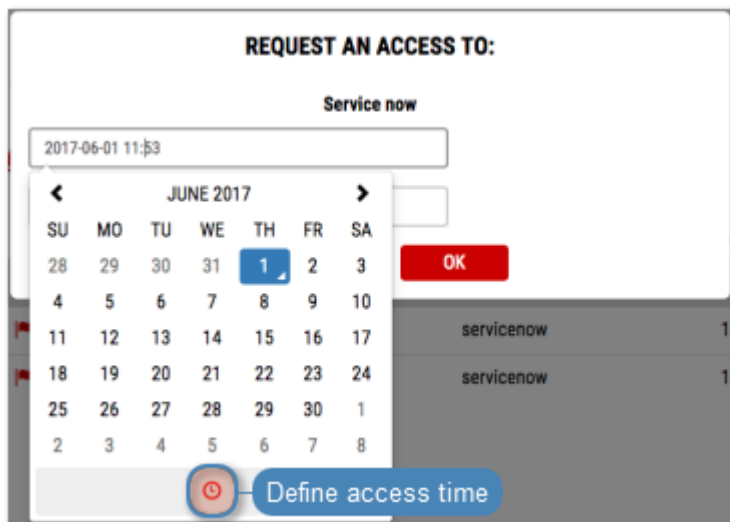 REQUEST AN ACCESS TO:
Service now
2017-06-01 11:53
JUNE 2017
SU MO TU WE TH FR SA
28 29 30 31 1 2 3
OK
4 5 6 7 8 9 10
11 12 13 14 15 16 17
servicenow 1
18 19 20 21 22 23 24
servicenow 1
25 26 27 28 29 30 1
2 3 4 5 6 7 8
Define access time